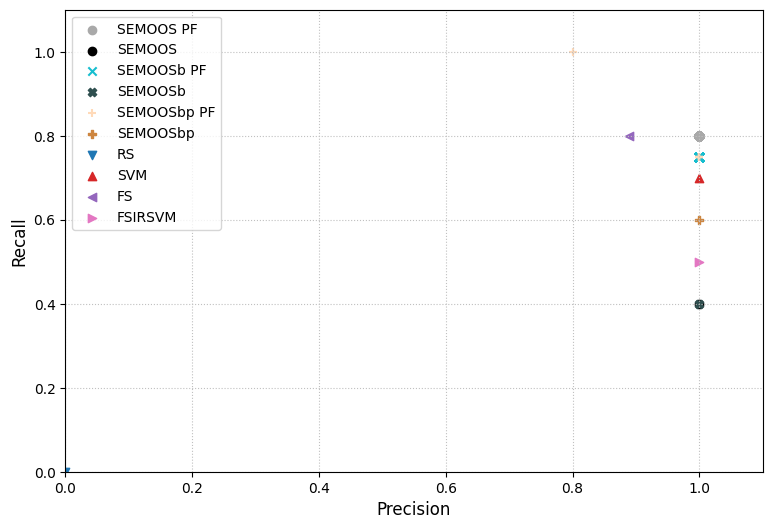 SEMOOS PF
SEMOOS
SEMOOSb PF
SEMOOSb
SEMOOSbp PF
SEMOOSbp
RS
SVM
FS
FSIRSVM
1.0
0.8
0.6
0.4
0.2
0.0
Recall
0.0 0.2 0.4 0.6 0.8 1.0
Precision